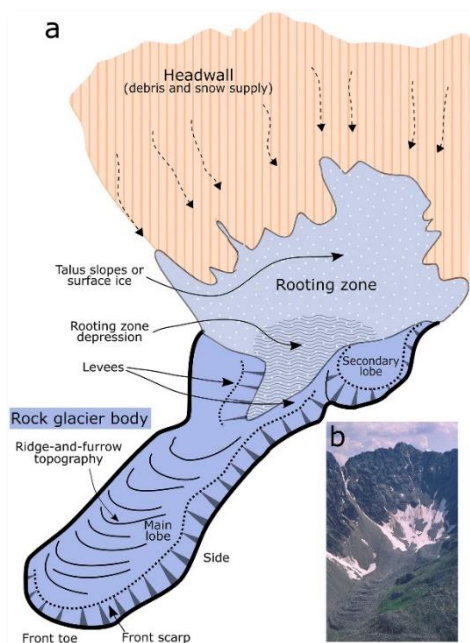 a
Headwall
(debris and snow supply)
Talus slopes or
surface ice
Rooting zone
Rooting zone
depression
Levees
Secondary
lobe
Rock glacier body
Ridge-and-furrow
topography
Main
lobe
Side
Front toe
Front scarp
b